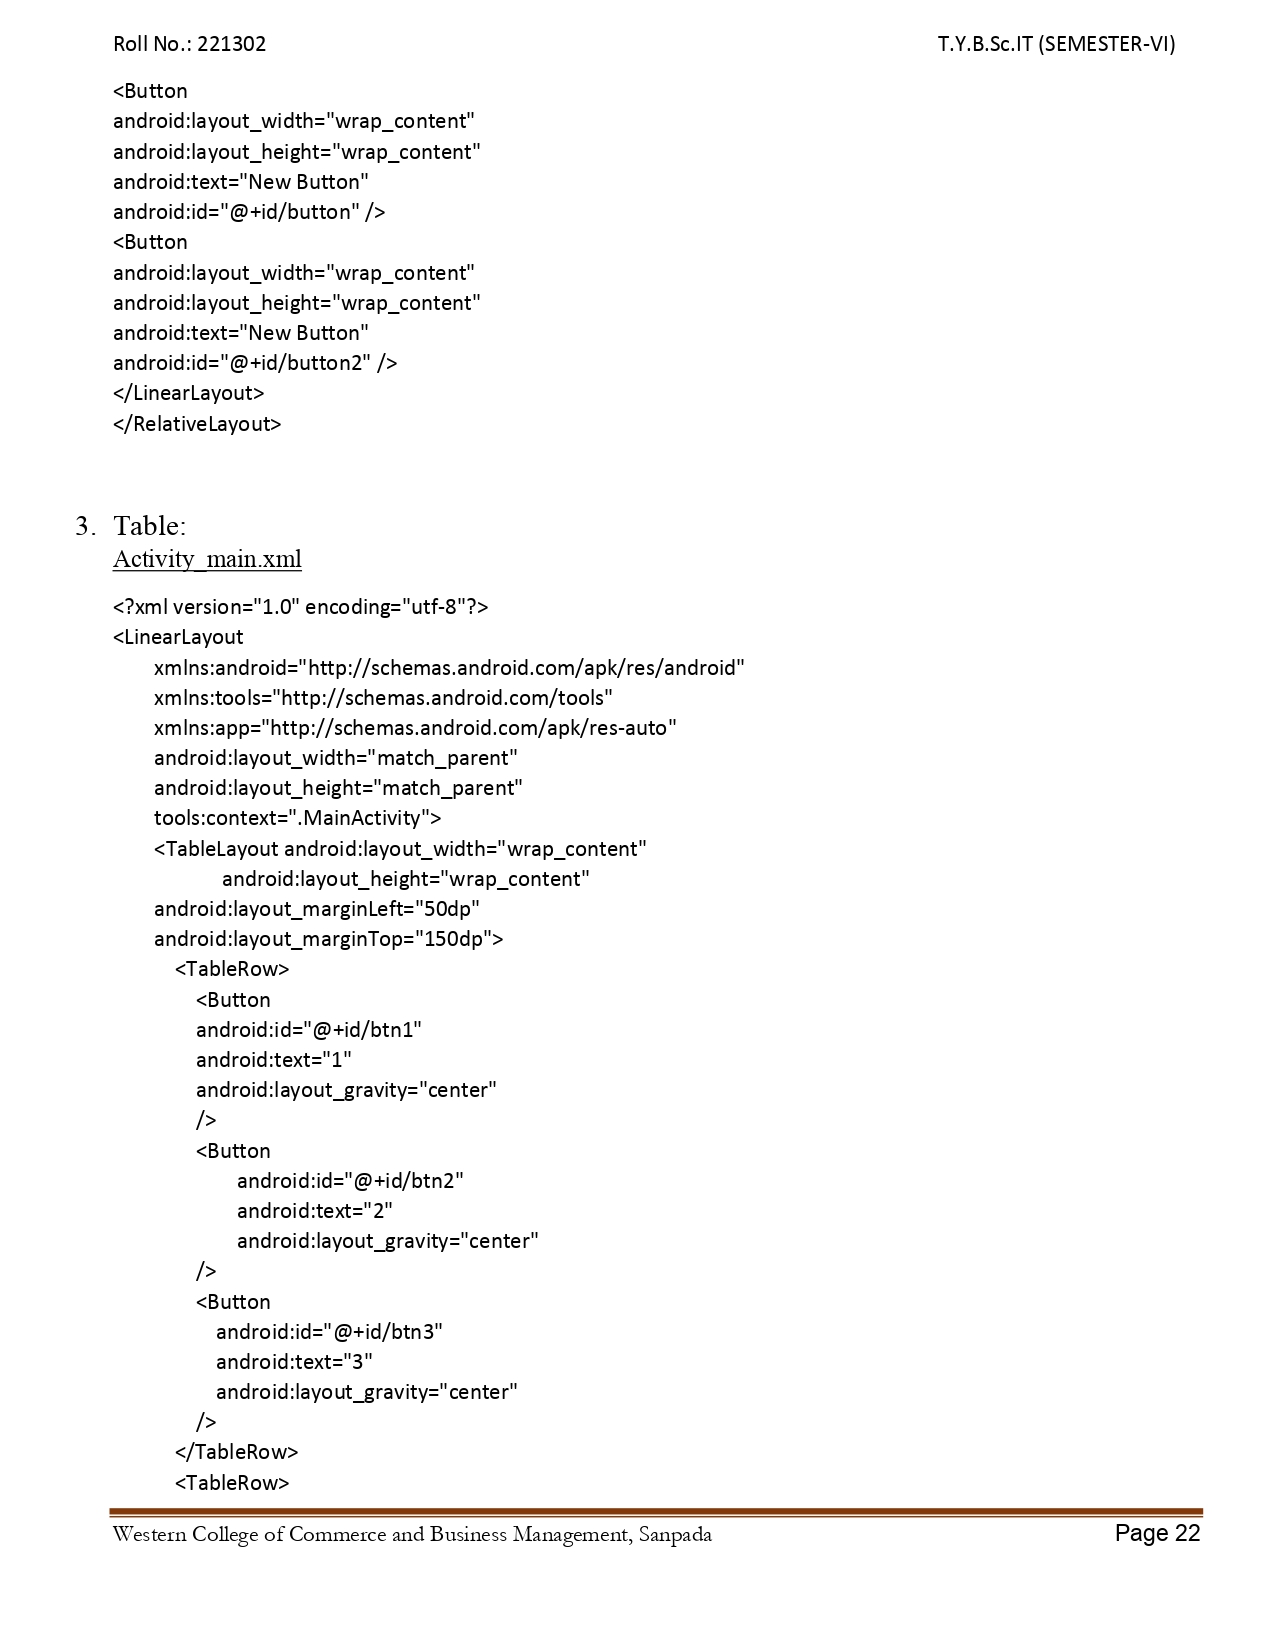 Roll No.: 221302 T.Y.B.Sc.IT (SEMESTER-VI)
<Button
android:layout_width="wrap_content"
android:layout_height="wrap_content"
android:text="New Button"
android:id="@+id/button" />
<Button
android:layout_width="wrap_content"
android:layout_height="wrap_content"
android:text="New Button"
android:id="@+id/button2" />
</LinearLayout>
</RelativeLayout>
3. Table:
Activity_main.xml
<?xml version="1.0" encoding="utf-8"?>
<LinearLayout
xmlns:android="http://schemas.android.com/apk/res/android"
xmlns:tools="http://schemas.android.com/tools"
xmlns:app="http://schemas.android.com/apk/res-auto"
android:layout_width="match_parent"
android:layout_height="match_parent"
tools:context=".MainActivity">
<TableLayout android:layout_width="wrap_content"
android:layout_height="wrap_content"
android:layout_marginLeft="50dp"
android:layout_marginTop="150dp">
<TableRow>
<Button
android:id="@+id/btn1"
android:text="1"
android:layout_gravity="center"
/>
<Button
android:id="@+id/btn2"
android:text="2"
android:layout_gravity="center"
/>
<Button
android:id="@+id/btn3"
android:text="3"
android:layout_gravity="center"
/>
</TableRow>
<TableRow>
Western College of Commerce and Business Management, Sanpada Page 22